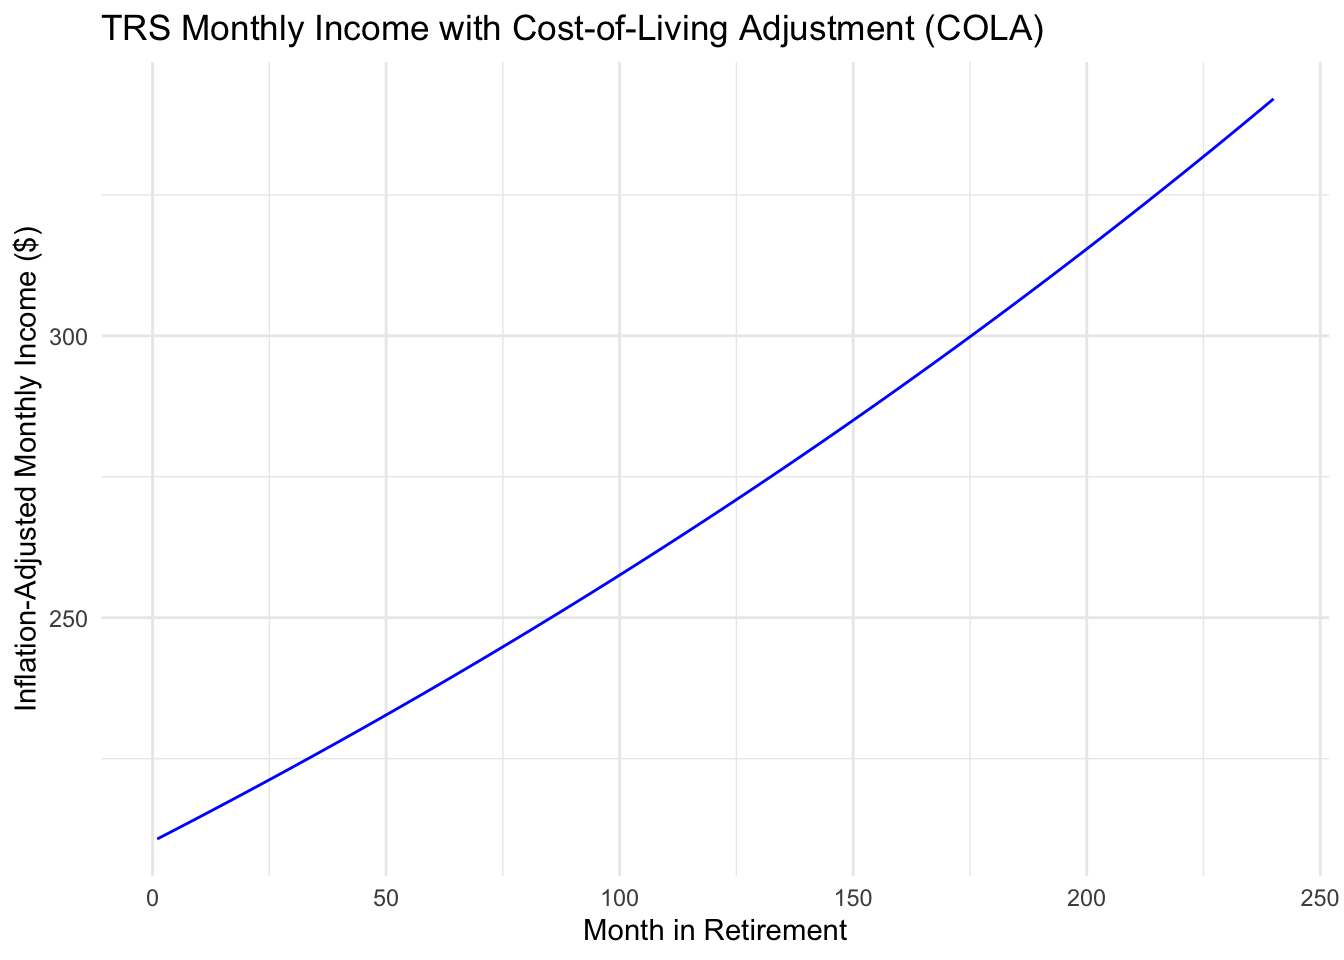 TRS Monthly Income with Cost-of-Living Adjustment (COLA)
Inflation-Adjusted Monthly Income ($)
300
250
0 50 100 150 200 250
Month in Retirement